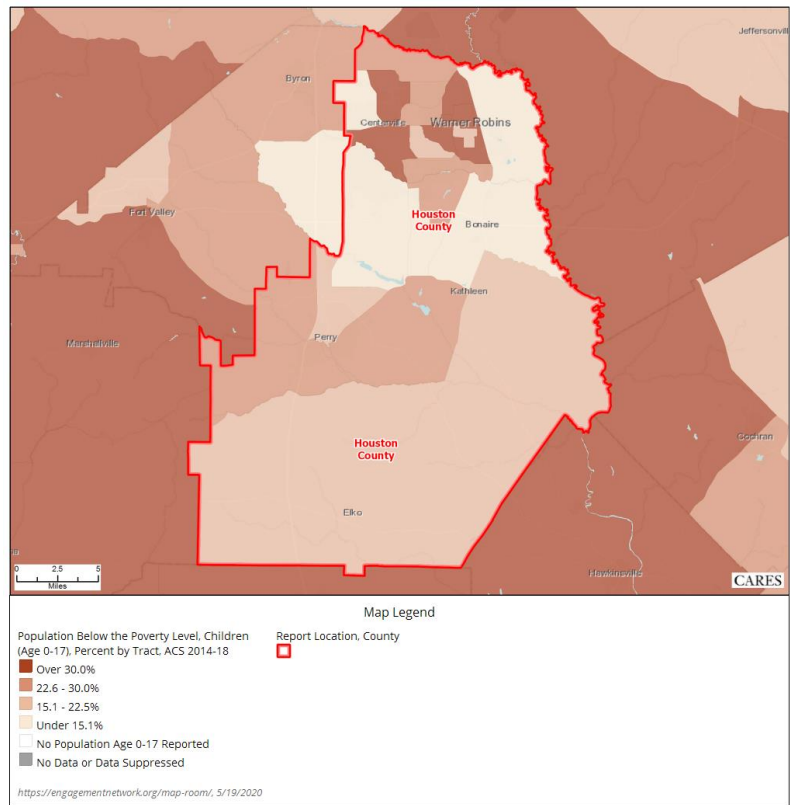 Jeffersonvill
Byron
Centerville
Warner Robins
Fort Valley
Houston
County
Bonaire
Kathleen
Perry
Marshallville
Houston
County
Cochran
Elko
Hawkinsville
0 2.5 5
Miles
CARES
Map Legend
Population Below the Poverty Level, Children
(Age 0-17), Percent by Tract, ACS 2014-18
Over 30.0%
22.6 - 30.0%
15.1 - 22.5%
Under 15.1%
No Population Age 0-17 Reported
No Data or Data Suppressed
Report Location, County
https://engagementnetwork.org/map-room/, 5/19/2020